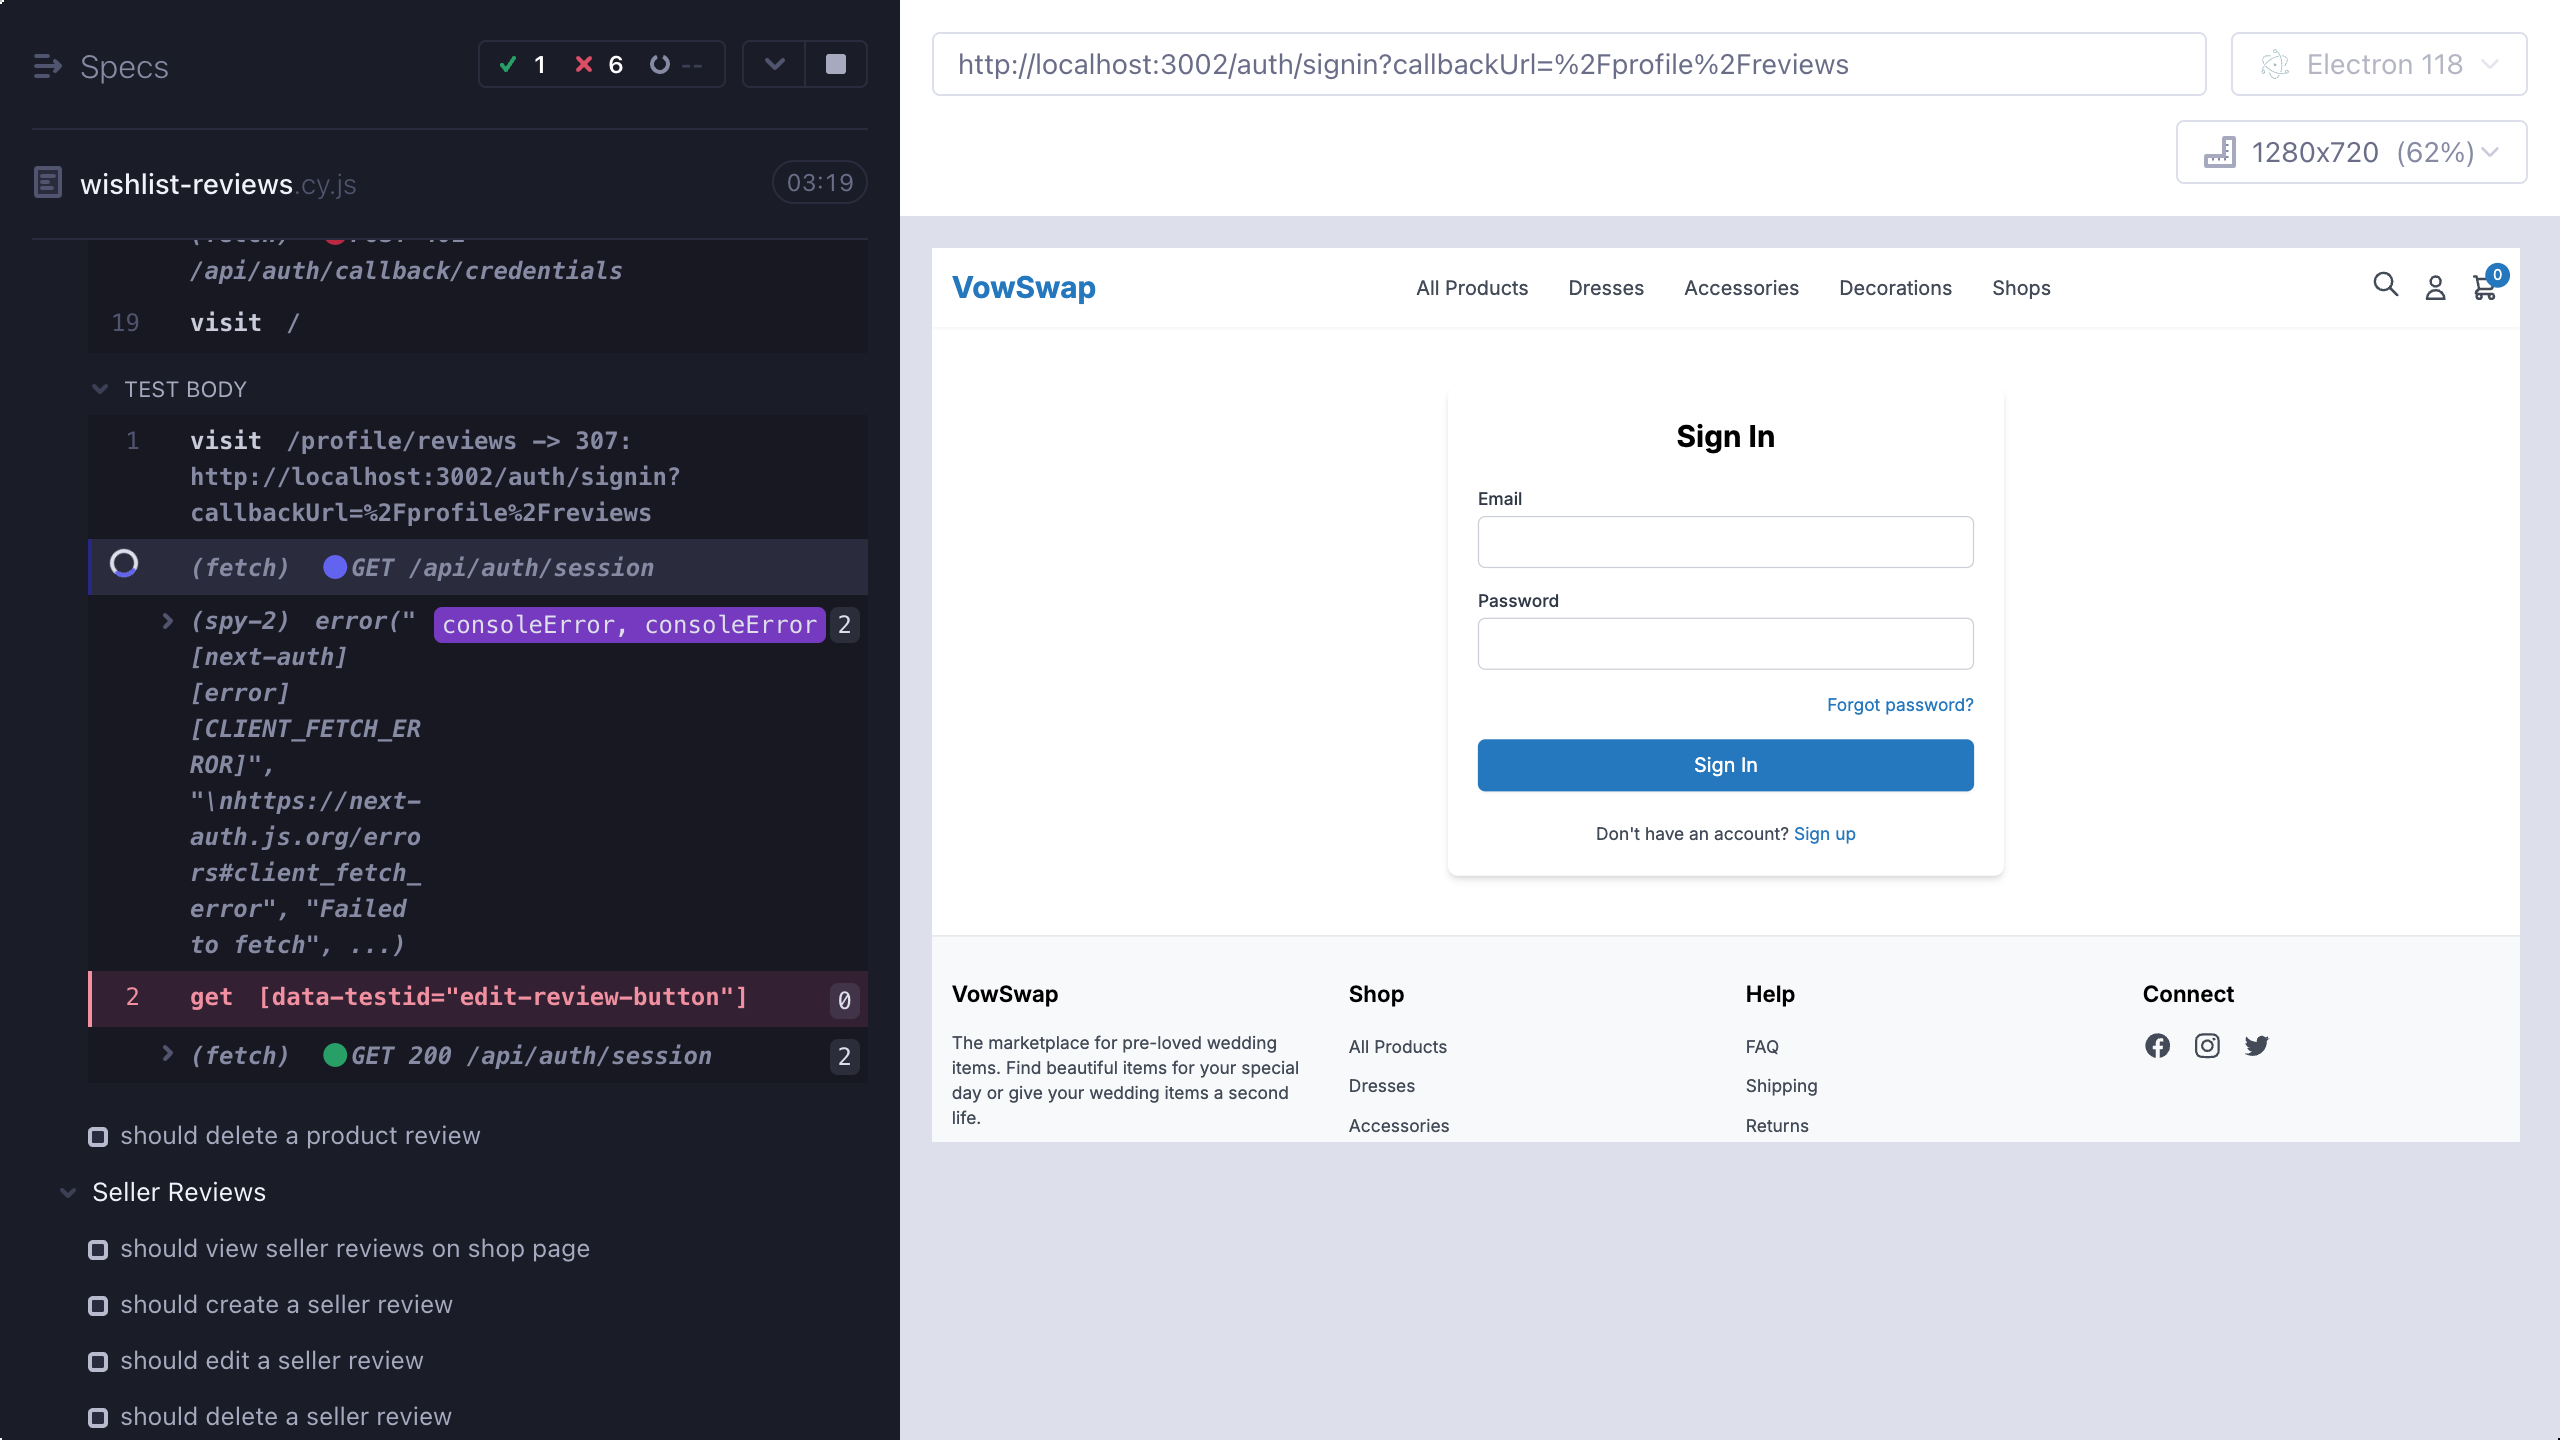 Specs
1 6 --
wishlist-reviews.cy.js
03:19
/api/auth/callback/credentials
19 visit /
TEST BODY
1 visit /profile/reviews -> 307:
http://localhost:3002/auth/signin?
callbackUrl=%2Fprofile%2Freviews
(fetch) GET /api/auth/session
(spy-2) error(" consoleError, consoleError 2
[next-auth]
[error]
[CLIENT_FETCH_ER
ROR]",
"\nhttps://next-
auth.js.org/erro
rs#client_fetch_
error", "Failed
to fetch", ...)
2 get [data-testid="edit-review-button"] 0
(fetch) GET 200 /api/auth/session 2
should delete a product review
Seller Reviews
should view seller reviews on shop page
should create a seller review
should edit a seller review
should delete a seller review
http://localhost:3002/auth/signin?callbackUrl=%2Fprofile%2Freviews
Electron 118
1280x720 (62%)
VowSwap
All Products
Dresses
Accessories
Decorations
Shops
0
Sign In
Email
Password
Forgot password?
Sign In
Don't have an account? Sign up
VowSwap
The marketplace for pre-loved wedding
items. Find beautiful items for your special
day or give your wedding items a second
life.
Shop
All Products
Dresses
Accessories
Help
FAQ
Shipping
Returns
Connect